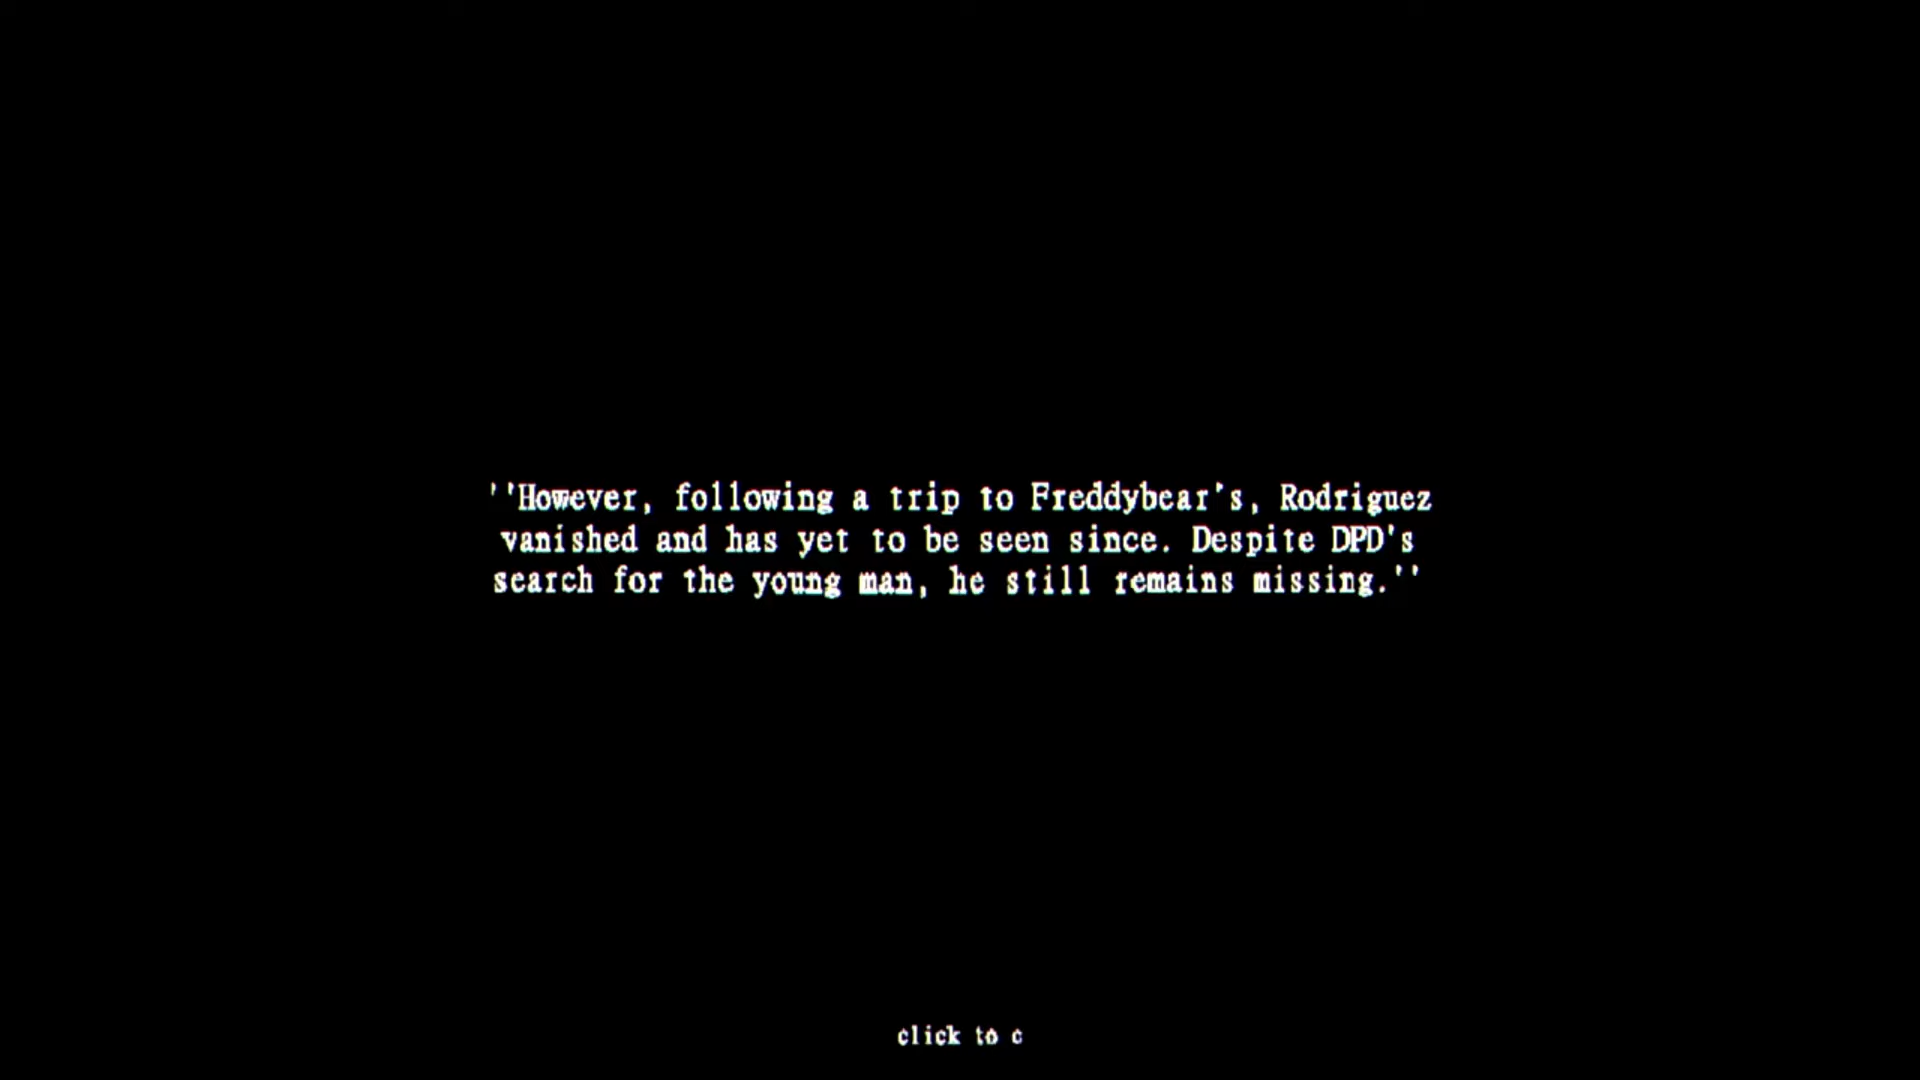 ''However, following a trip to Freddybear's, Rodriguez
vanished and has yet to be seen since. Despite DPD's
search for the young man, he still remains missing.''
click to c